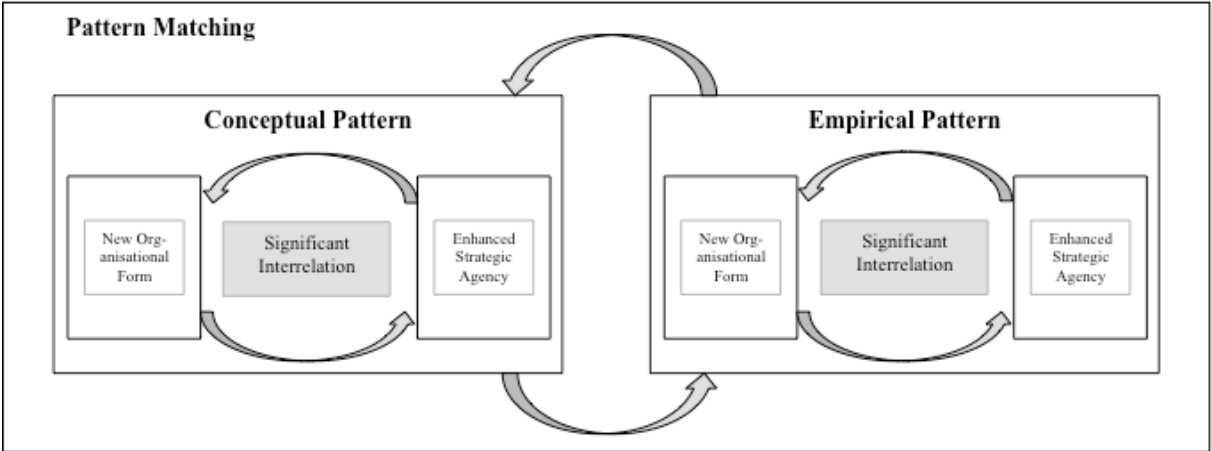 Pattern Matching
Conceptual Pattern
New Org-
anisational
Form
Significant
Interrelation
Enhanced
Strategic
Agency
Empirical Pattern
New Org-
anisational
Form
Significant
Interrelation
Enhanced
Strategic
Agency